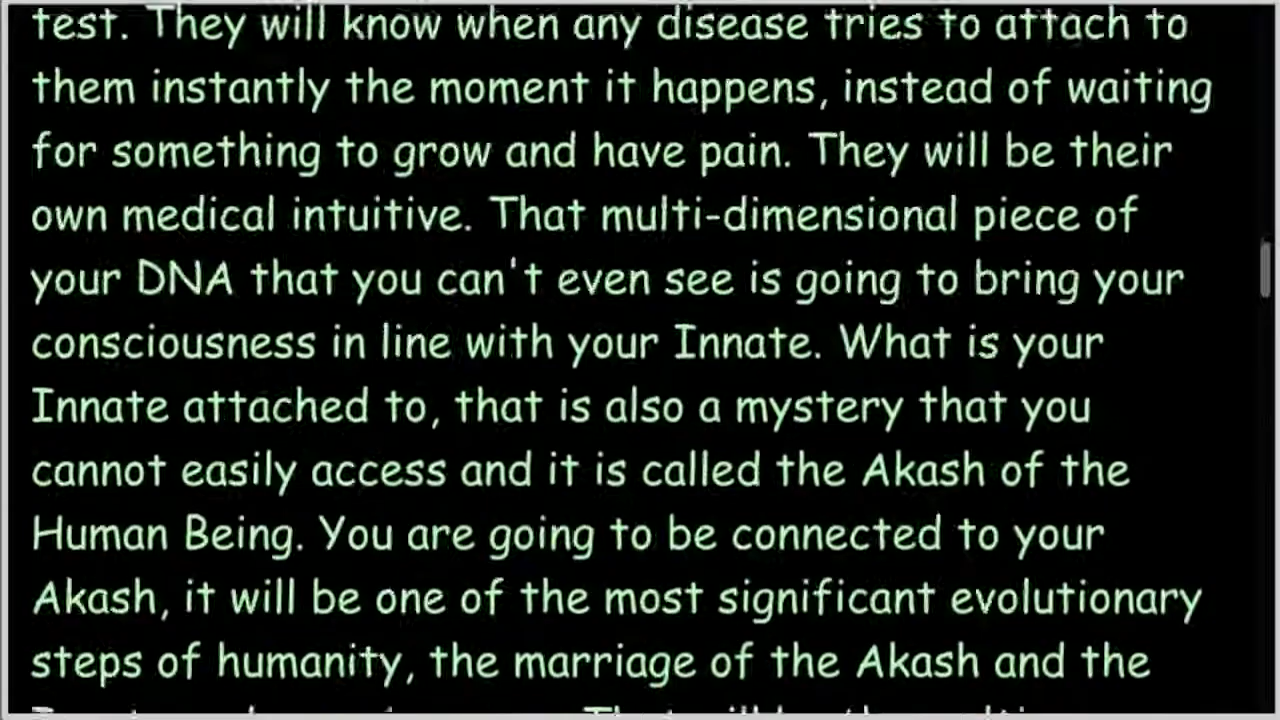 test. They will know when any disease tries to attach to
them instantly the moment it happens, instead of waiting
for something to grow and have pain. They will be their
own medical intuitive. That multi-dimensional piece of
your DNA that you can't even see is going to bring your
consciousness in line with your Innate. What is your
Innate attached to, that is also a mystery that you
cannot easily access and it is called the Akash of the
Human Being. You are going to be connected to your
Akash, it will be one of the most significant evolutionary
steps of humanity, the marriage of the Akash and the